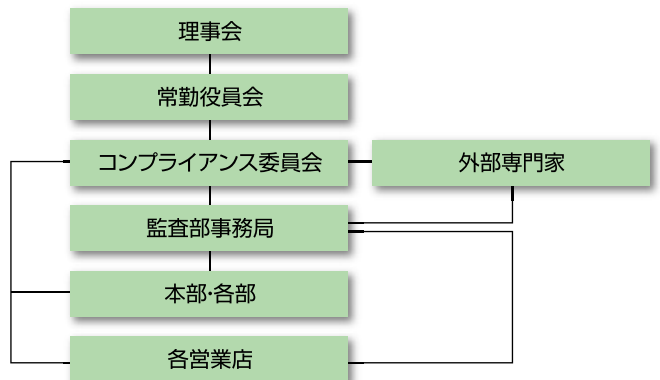 理事会
常勤役員会
コンプライアンス委員会
外部専門家
監査部事務局
本部・各部
各営業店